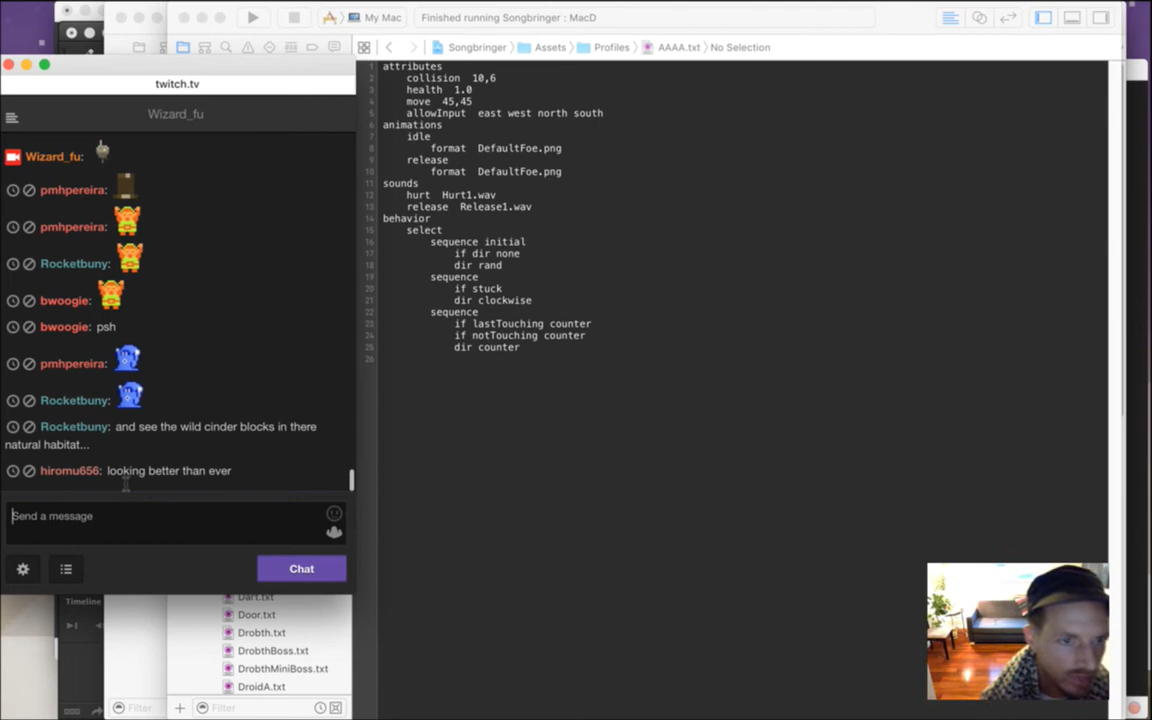 My Mac
Finished running Songbringer : MacD
Songbringer
Assets
Profiles
AAAA.txt
No Selection
twitch.tv
Wizard_fu
Wizard_fu:
pmhpereira:
pmhpereira:
Rocketbuny:
bwoogie:
bwoogie: psh
pmhpereira:
Rocketbuny:
Rocketbuny: and see the wild cinder blocks in there
natural habitat...
hiromu656: looking better than ever
Send a message
Chat
Timeline
Dart.txt
Door.txt
Drobth.txt
DrobthBoss.txt
DrobthMiniBoss.txt
DroidA.txt
Filter
Filter
1 attributes
2 collision 10,6
3 health 1.0
4 move 45,45
5 allowInput east west north south
6 animations
7 idle
8 format DefaultFoe.png
9 release
10 format DefaultFoe.png
11 sounds
12 hurt Hurt1.wav
13 release Release1.wav
14 behavior
15 select
16 sequence initial
17 if dir none
18 dir rand
19 sequence
20 if stuck
21 dir clockwise
22 sequence
23 if lastTouching counter
24 if notTouching counter
25 dir counter
26